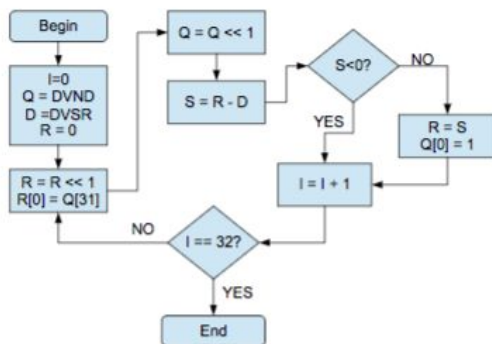 Begin
I=0
Q = DVND
D =DVSR
R = 0
R = R << 1
R[0] = Q[31]
Q = Q << 1
S = R - D
S<0?
NO
YES
R = S
Q[0] = 1
I = I + 1
I == 32?
NO
YES
End